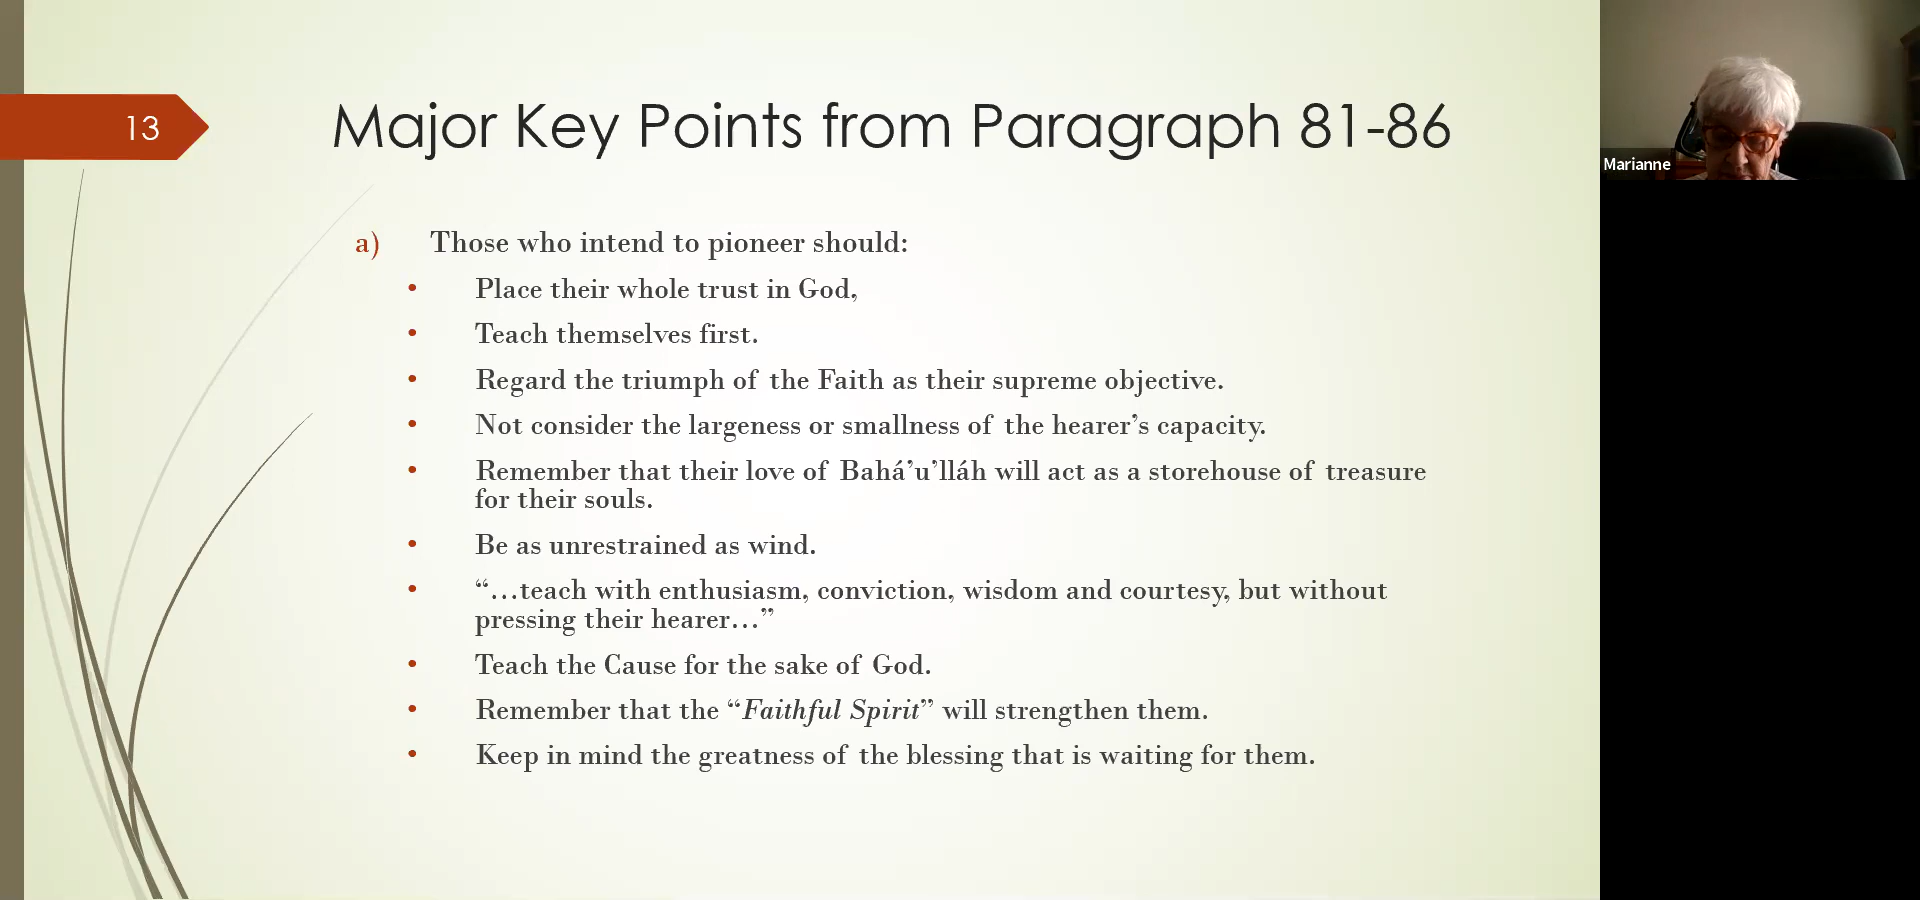 13
Major Key Points from Paragraph 81-86
Marianne
a) Those who intend to pioneer should:
• Place their whole trust in God,
• Teach themselves first.
• Regard the triumph of the Faith as their supreme objective.
• Not consider the largeness or smallness of the hearer’s capacity.
• Remember that their love of Bahá’u’lláh will act as a storehouse of treasure
for their souls.
• Be as unrestrained as wind.
• “…teach with enthusiasm, conviction, wisdom and courtesy, but without
pressing their hearer…”
• Teach the Cause for the sake of God.
• Remember that the “Faithful Spirit” will strengthen them.
• Keep in mind the greatness of the blessing that is waiting for them.